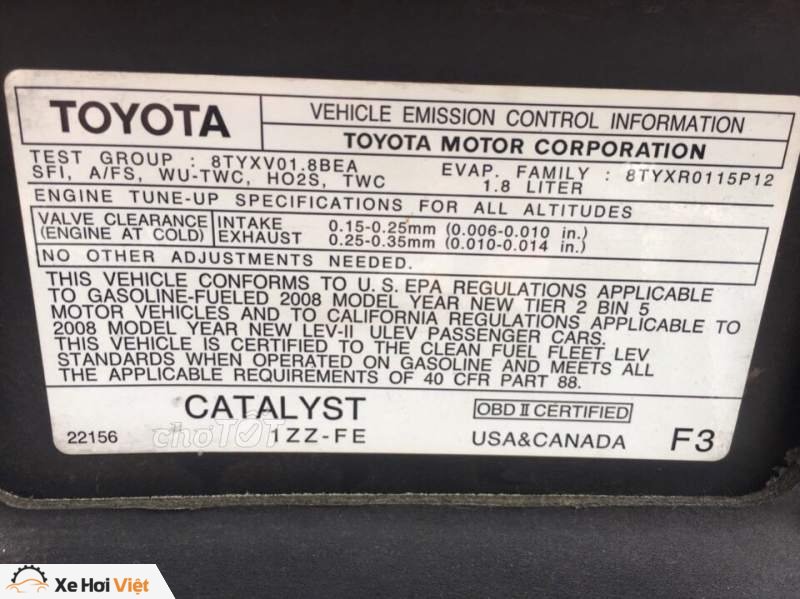 TOYOTA
VEHICLE EMISSION CONTROL INFORMATION
TOYOTA MOTOR CORPORATION
TEST GROUP : 8TYXV01.8BEA
EVAP. FAMILY : 8TYXR0115P12
SFI, A/FS, WU-TWC, HO2S, TWC
1.8 LITER
ENGINE TUNE-UP SPECIFICATIONS FOR ALL ALTITUDES
VALVE CLEARANCE
(ENGINE AT COLD)
INTAKE 0.15-0.25mm (0.006-0.010 in.)
EXHAUST 0.25-0.35mm (0.010-0.014 in.)
NO OTHER ADJUSTMENTS NEEDED.
THIS VEHICLE CONFORMS TO U.S. EPA REGULATIONS APPLICABLE
TO GASOLINE-FUELED 2008 MODEL YEAR NEW TIER 2 BIN 5
MOTOR VEHICLES AND TO CALIFORNIA REGULATIONS APPLICABLE TO
2008 MODEL YEAR NEW LEV-II ULEV PASSENGER CARS.
THIS VEHICLE IS CERTIFIED TO THE CLEAN FUEL FLEET LEV
STANDARDS WHEN OPERATED ON GASOLINE AND MEETS ALL
THE APPLICABLE REQUIREMENTS OF 40 CFR PART 88.
CATALYST
OBD II CERTIFIED
22156
choTOT
1ZZ-FE
USA&CANADA
F3
Xe Hơi Việt